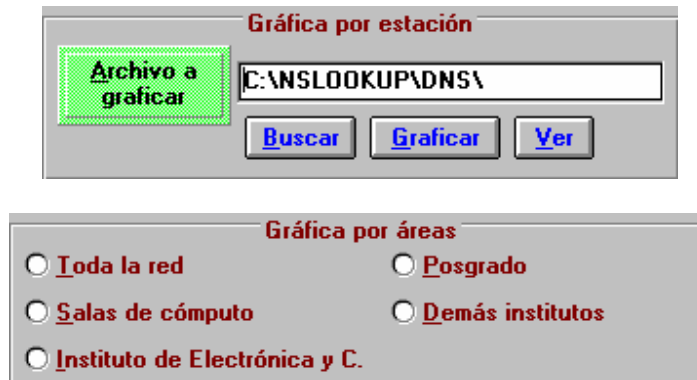 Gráfica por estación
Archivo a
graficar
C:\NSLOOKUP\DNS\
Buscar Graficar Ver
Gráfica por áreas
Toda la red Posgrado
Salas de cómputo Demás institutos
Instituto de Electrónica y C.